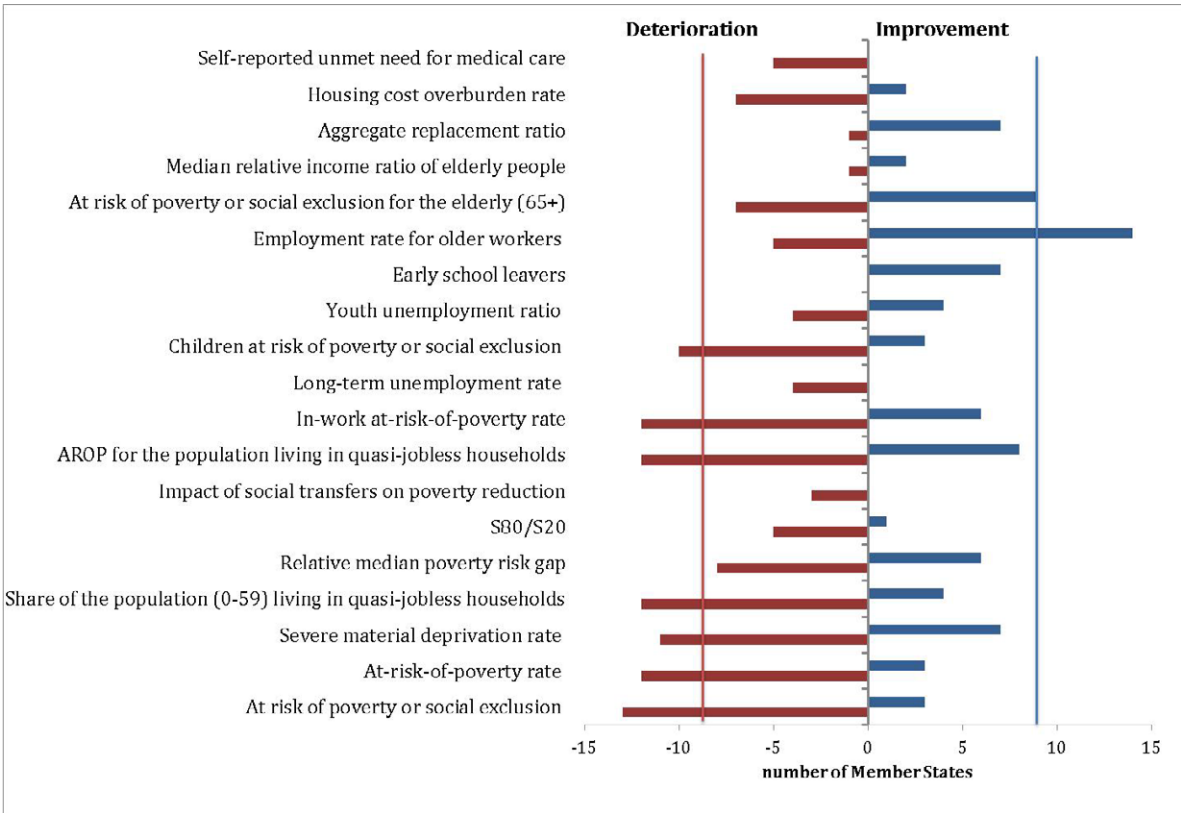 Deterioration Improvement
Self-reported unmet need for medical care
Housing cost overburden rate
Aggregate replacement ratio
Median relative income ratio of elderly people
At risk of poverty or social exclusion for the elderly (65+)
Employment rate for older workers
Early school leavers
Youth unemployment ratio
Children at risk of poverty or social exclusion
Long-term unemployment rate
In-work at-risk-of-poverty rate
AROP for the population living in quasi-jobless households
Impact of social transfers on poverty reduction
S80/S20
Relative median poverty risk gap
Share of the population (0-59) living in quasi-jobless households
Severe material deprivation rate
At-risk-of-poverty rate
At risk of poverty or social exclusion
-15 -10 -5 0 5 10 15
number of Member States